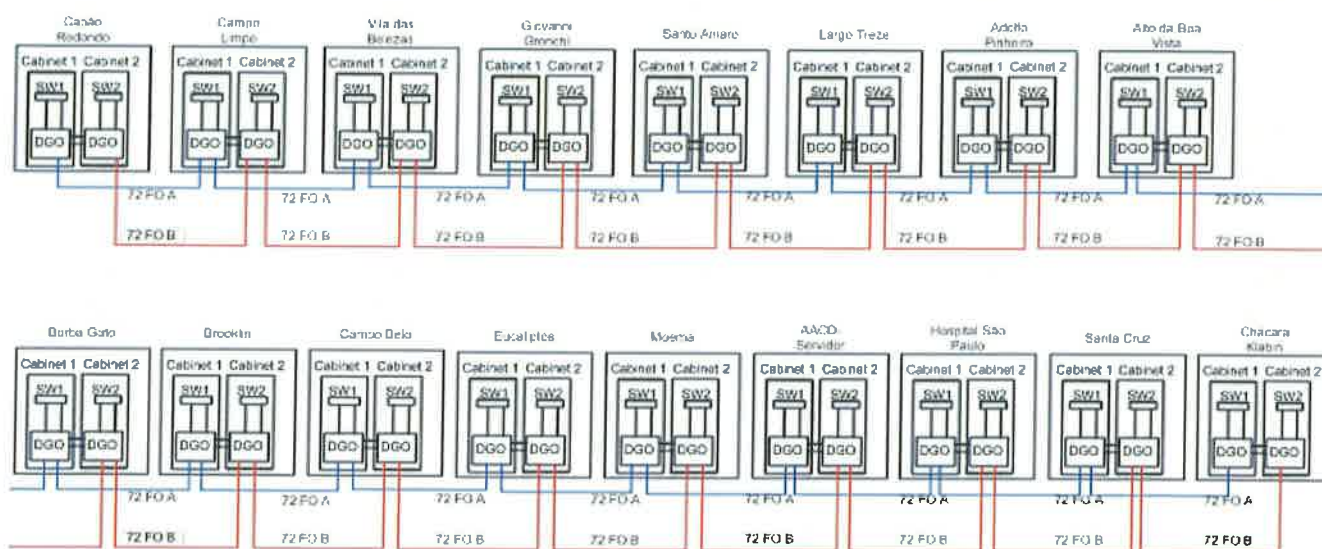 Capão
Redondo
Campo
Limpo
Vila das
Belezas
Giovanni
Gronchi
Santo Amaro
Largo Treze
Adolfo
Pinheiro
Alto da Boa
Vista
Cabinet 1 Cabinet 2 Cabinet 1 Cabinet 2 Cabinet 1 Cabinet 2 Cabinet 1 Cabinet 2 Cabinet 1 Cabinet 2 Cabinet 1 Cabinet 2 Cabinet 1 Cabinet 2 Cabinet 1 Cabinet 2
SW1 SW2 SW1 SW2 SW1 SW2 SW1 SW2 SW1 SW2 SW1 SW2 SW1 SW2 SW1 SW2
DGO DGO DGO DGO DGO DGO DGO DGO DGO DGO DGO DGO DGO DGO DGO DGO
72 FO A 72 FO A 72 FO A 72 FO A 72 FO A 72 FO A 72 FO A 72 FO A
72 FO B 72 FO B 72 FO B 72 FO B 72 FO B 72 FO B 72 FO B 72 FO B
Borba Gato
Brooklin
Campo Belo
Eucaliptos
Moema
AACD-
Servidor
Hospital São
Paulo
Santa Cruz
Chácara
Klabin
Cabinet 1 Cabinet 2 Cabinet 1 Cabinet 2 Cabinet 1 Cabinet 2 Cabinet 1 Cabinet 2 Cabinet 1 Cabinet 2 Cabinet 1 Cabinet 2 Cabinet 1 Cabinet 2 Cabinet 1 Cabinet 2 Cabinet 1 Cabinet 2
SW1 SW2 SW1 SW2 SW1 SW2 SW1 SW2 SW1 SW2 SW1 SW2 SW1 SW2 SW1 SW2 SW1 SW2
DGO DGO DGO DGO DGO DGO DGO DGO DGO DGO DGO DGO DGO DGO DGO DGO DGO DGO
72 FO A 72 FO A 72 FO A 72 FO A 72 FO A 72 FO A 72 FO A 72 FO A
72 FO B 72 FO B 72 FO B 72 FO B 72 FO B 72 FO B 72 FO B 72 FO B